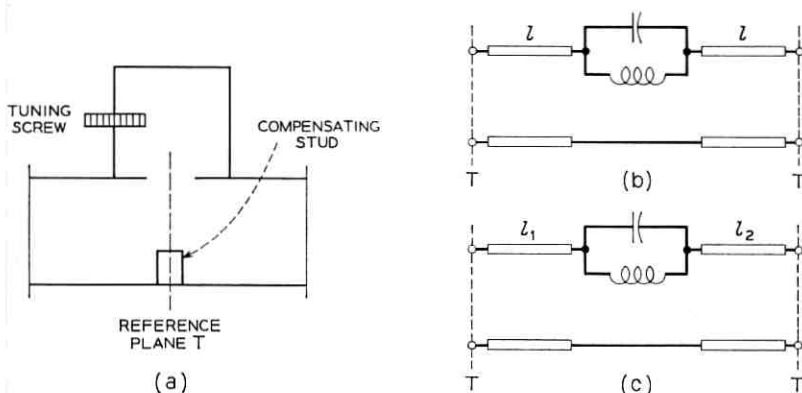 TUNING
SCREW
COMPENSATING
STUD
REFERENCE
PLANE T
(a)
l
l
T
(b)
T
l₁
l₂
T
(c)
T